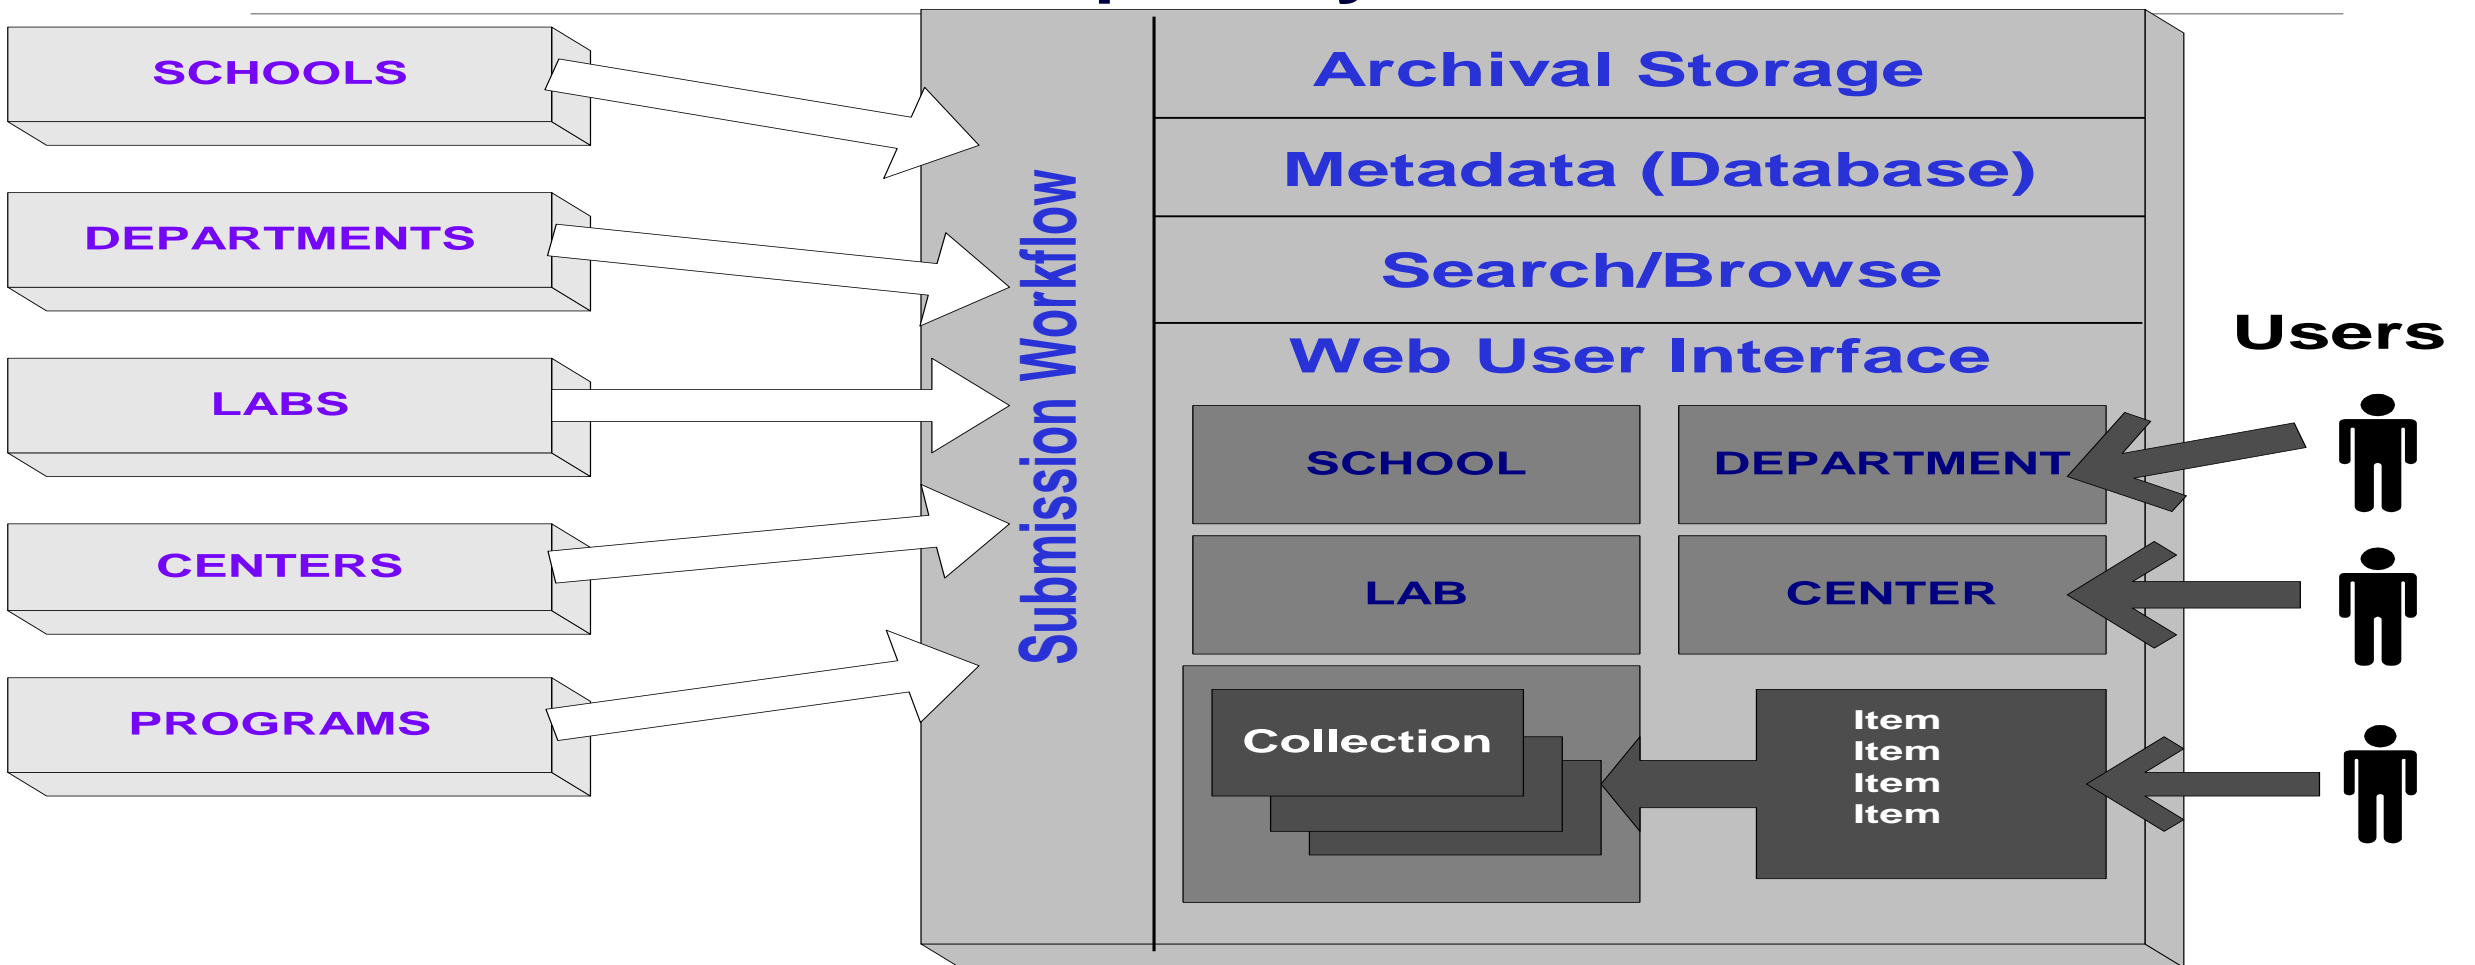 SCHOOLS
DEPARTMENTS
LABS
CENTERS
PROGRAMS
Submission Workflow
Archival Storage
Metadata (Database)
Search/Browse
Web User Interface
SCHOOL
DEPARTMENT
LAB
CENTER
Collection
Item
Item
Item
Item
Users